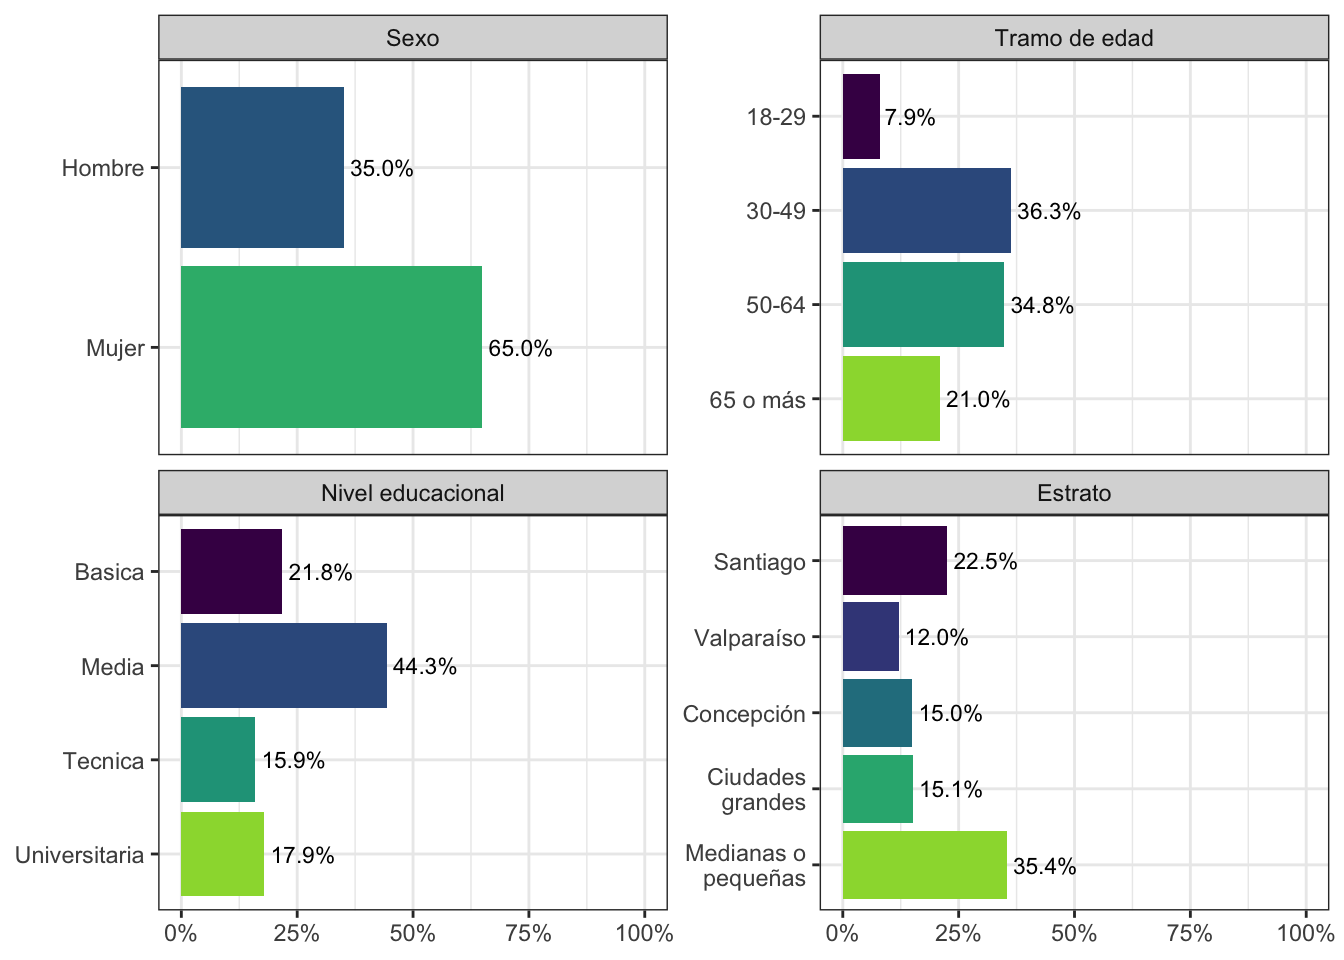 Sexo
Hombre
35.0%
Mujer
65.0%
Tramo de edad
18-29
7.9%
30-49
36.3%
50-64
34.8%
65 o más
21.0%
Nivel educacional
Basica
21.8%
Media
44.3%
Tecnica
15.9%
Universitaria
17.9%
0% 25% 50% 75% 100%
Estrato
Santiago
22.5%
Valparaíso
12.0%
Concepción
15.0%
Ciudades
grandes
15.1%
Medianas o
pequeñas
35.4%
0% 25% 50% 75% 100%